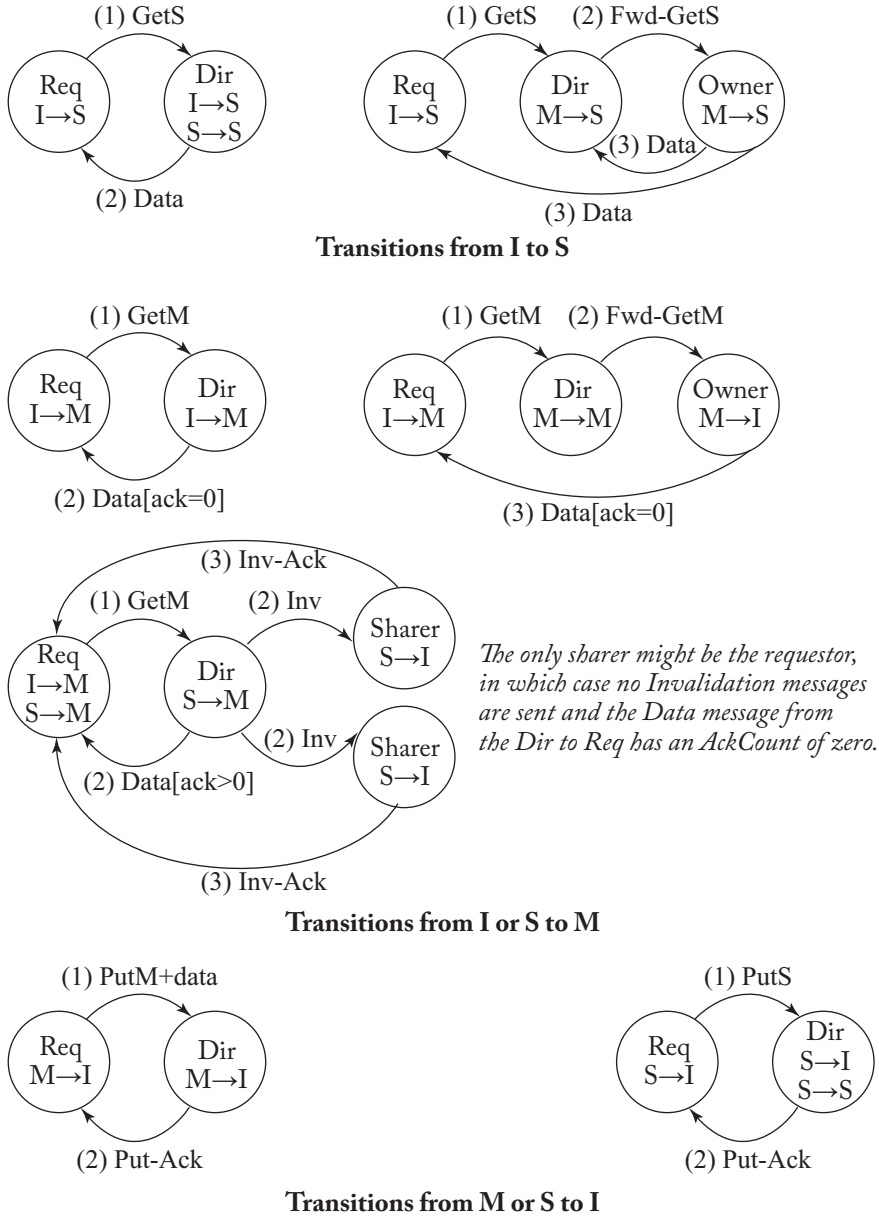 (1) GetS
Req
I→S
Dir
I→S
S→S
(2) Data
(1) GetS
(2) Fwd-GetS
Req
I→S
Dir
M→S
Owner
M→S
(3) Data
(3) Data
Transitions from I to S
(1) GetM
Req
I→M
Dir
I→M
(2) Data[ack=0]
(1) GetM
(2) Fwd-GetM
Req
I→M
Dir
M→M
Owner
M→I
(3) Data[ack=0]
(3) Inv-Ack
(1) GetM
(2) Inv
Req
I→M
S→M
Dir
S→M
Sharer
S→I
(2) Inv
Sharer
S→I
(2) Data[ack>0]
(3) Inv-Ack
The only sharer might be the requestor,
in which case no Invalidation messages
are sent and the Data message from
the Dir to Req has an AckCount of zero.
Transitions from I or S to M
(1) PutM+data
Req
M→I
Dir
M→I
(2) Put-Ack
(1) PutS
Req
S→I
Dir
S→I
S→S
(2) Put-Ack
Transitions from M or S to I